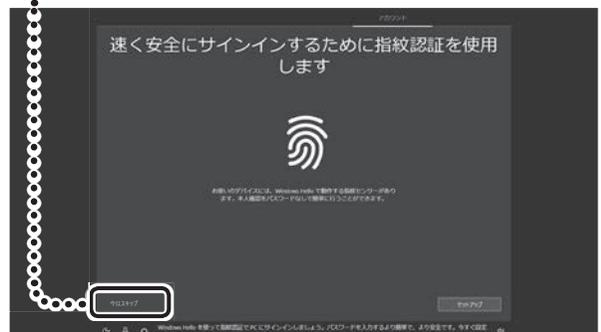 アカウント
速く安全にサインインするために指紋認証を使用
します
お使いのデバイスには、Windows Hello で動作する指紋センサーがあり
ます。本人確認をパスワードなしで簡単に行うことができます。
今はスキップ
セットアップ
Windows Hello を使って指紋認証で PC にサインインしましょう。パスワードを入力するより簡単で、より安全です。今すぐ設定